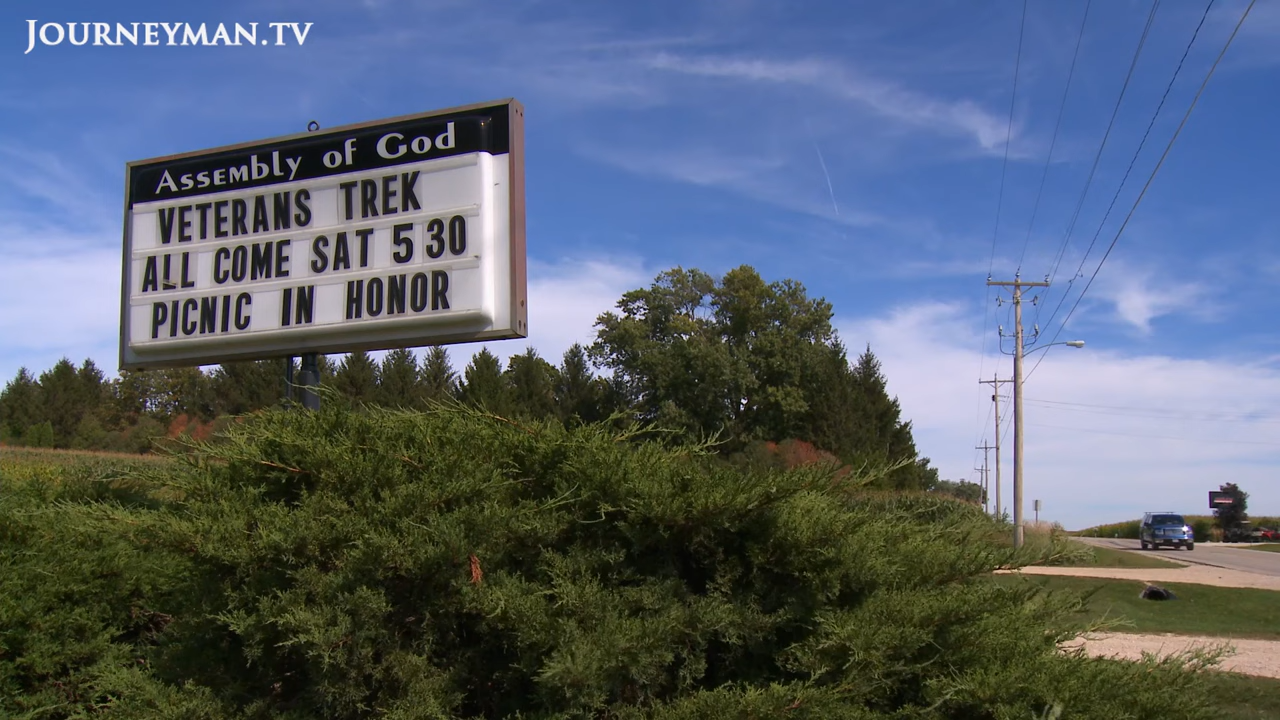 JOURNEYMAN.TV
Assembly of God
VETERANS TREK
ALL COME SAT 5 30
PICNIC IN HONOR